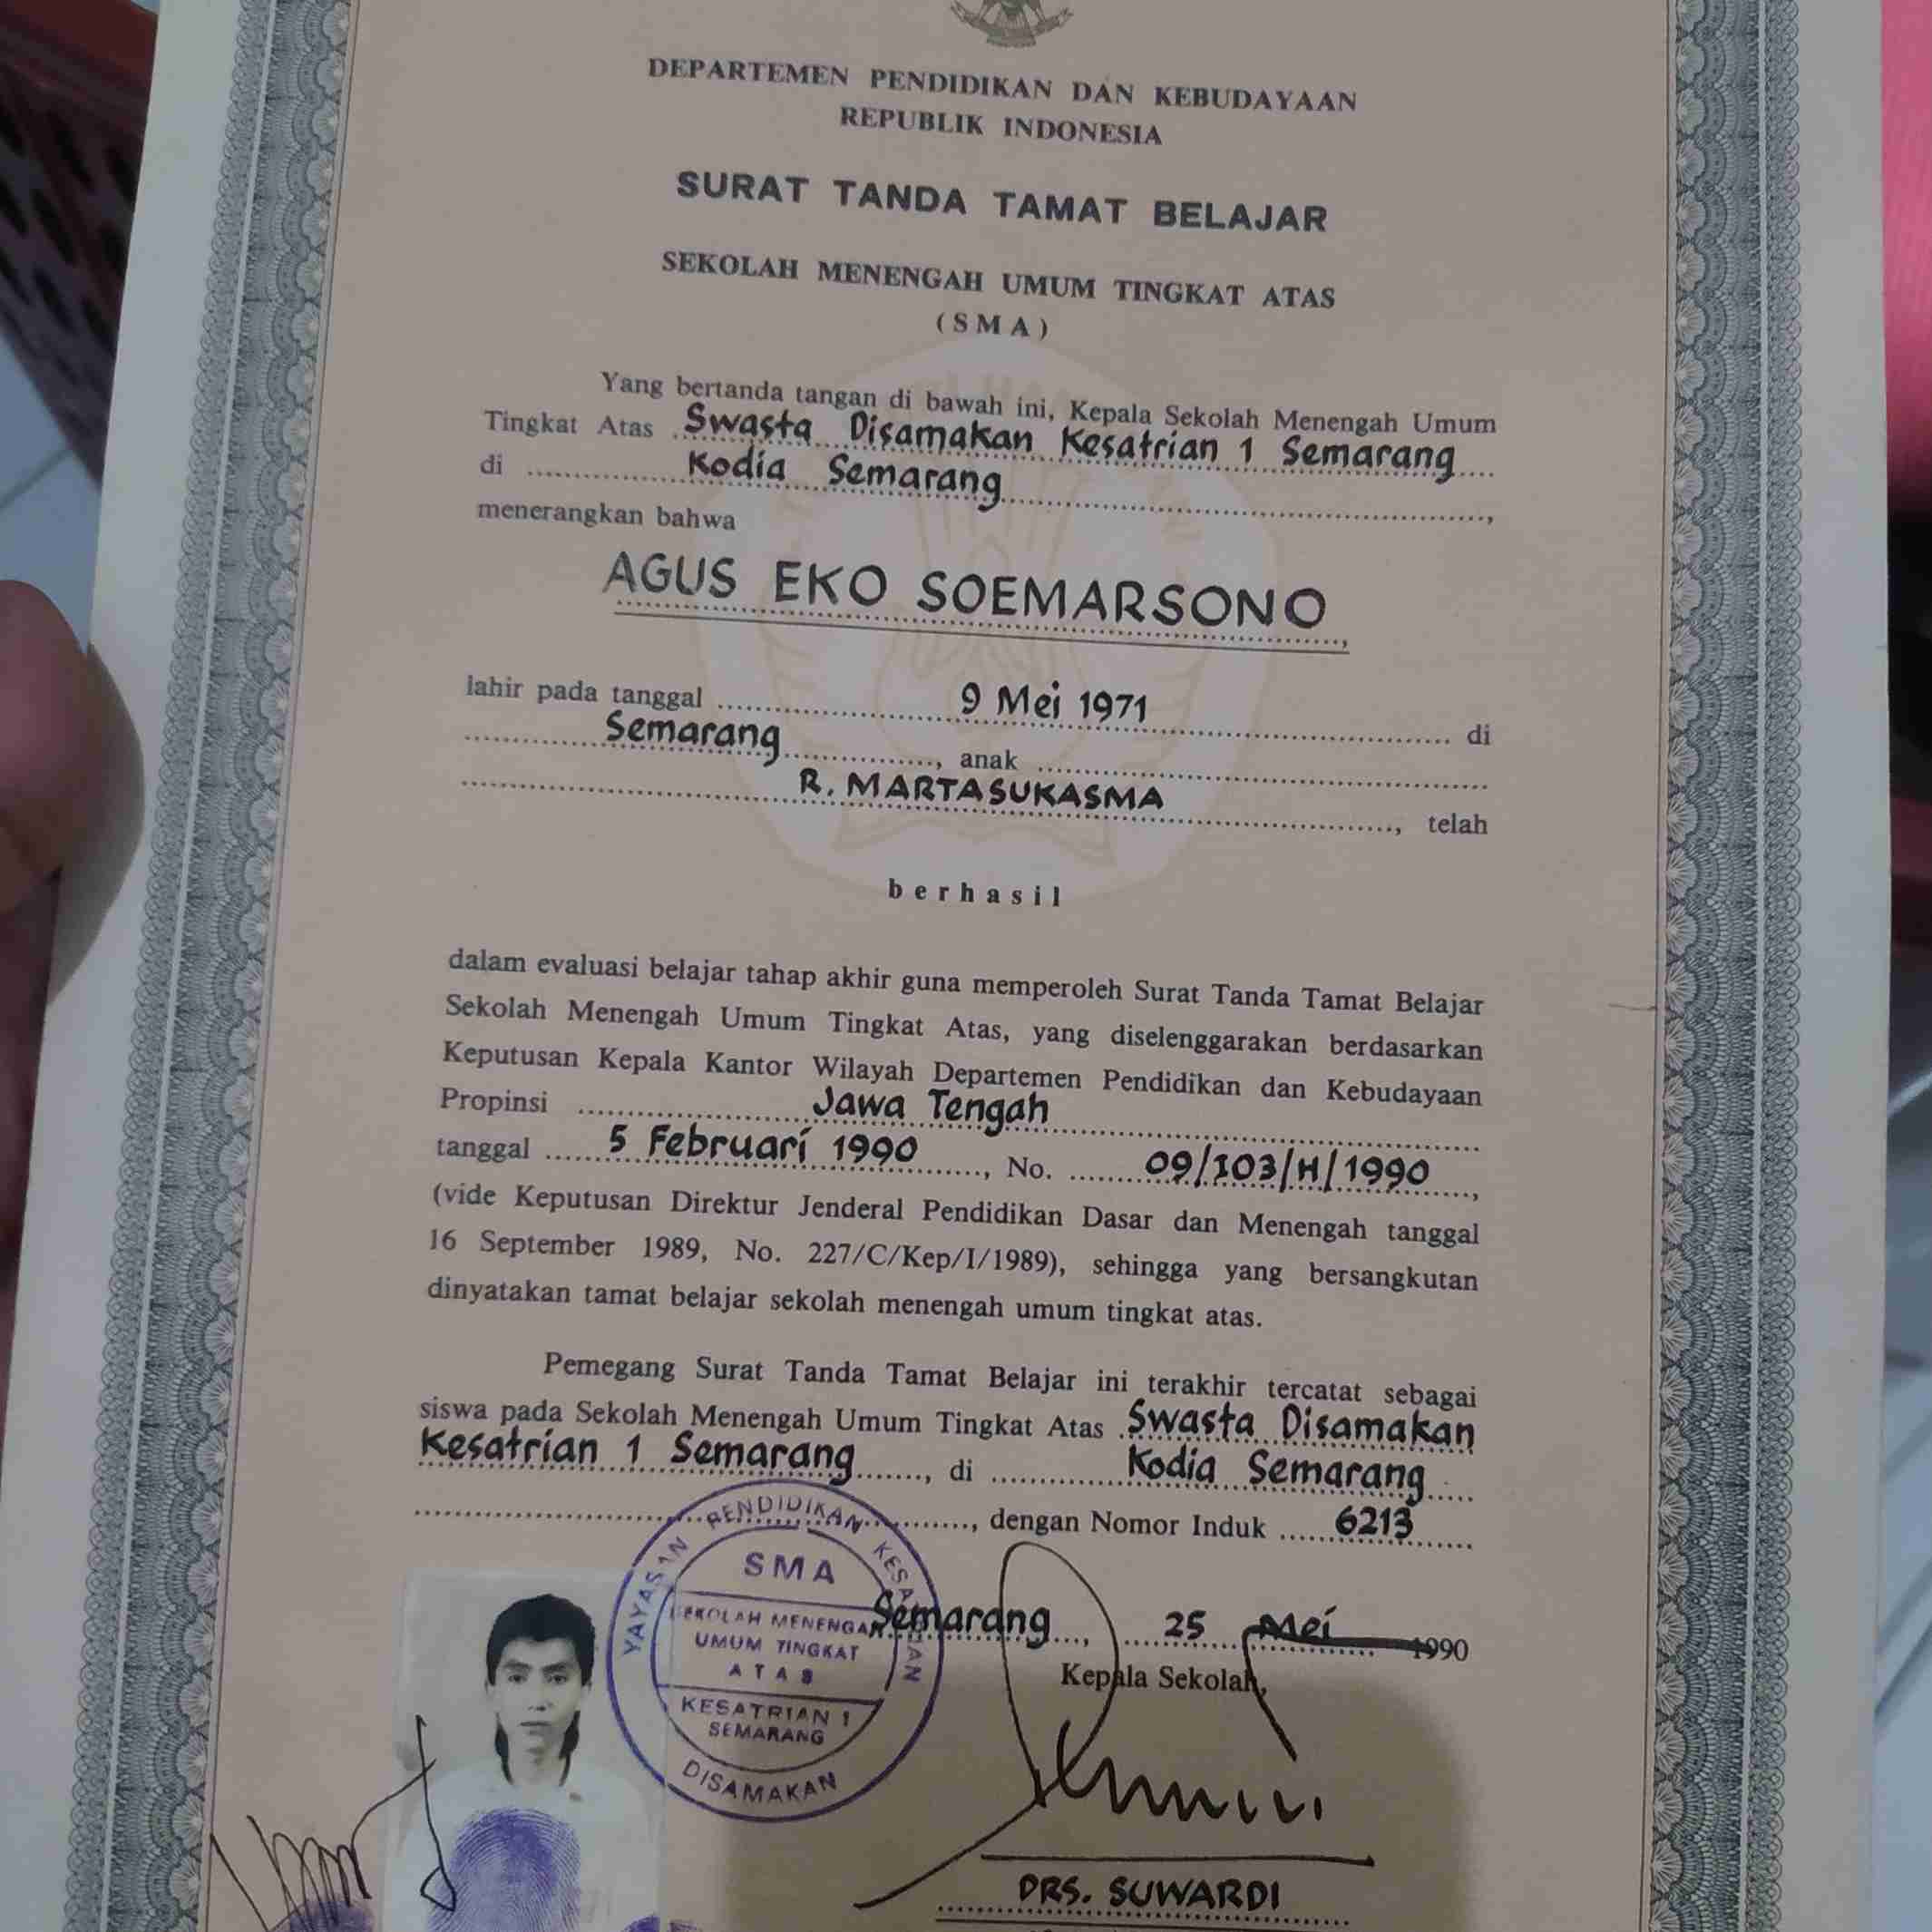 DEPARTEMEN PENDIDIKAN DAN KEBUDAYAAN
REPUBLIK INDONESIA
SURAT TANDA TAMAT BELAJAR
SEKOLAH MENENGAH UMUM TINGKAT ATAS
(SMA)
Yang bertanda tangan di bawah ini, Kepala Sekolah Menengah Umum
Tingkat Atas Swasta Disamakan Kesatrian 1 Semarang
di Kodia Semarang,
menerangkan bahwa
AGUS EKO SOEMARSONO,
lahir pada tanggal 9 Mei 1971 di
Semarang, anak
R. MARTASUKASMA, telah
berhasil
dalam evaluasi belajar tahap akhir guna memperoleh Surat Tanda Tamat Belajar
Sekolah Menengah Umum Tingkat Atas, yang diselenggarakan berdasarkan
Keputusan Kepala Kantor Wilayah Departemen Pendidikan dan Kebudayaan
Propinsi Jawa Tengah
tanggal 5 Februari 1990, No. 09/I03/H/1990,
(vide Keputusan Direktur Jenderal Pendidikan Dasar dan Menengah tanggal
16 September 1989, No. 227/C/Kep/I/1989), sehingga yang bersangkutan
dinyatakan tamat belajar sekolah menengah umum tingkat atas.
Pemegang Surat Tanda Tamat Belajar ini terakhir tercatat sebagai
siswa pada Sekolah Menengah Umum Tingkat Atas Swasta Disamakan
Kesatrian 1 Semarang, di Kodia Semarang
, dengan Nomor Induk 6213
YAYASAN PENDIDIKAN KESATRIAN
SMA
SEKOLAH MENENGAH
UMUM TINGKAT
ATAS
KESATRIAN 1
SEMARANG
DISAMAKAN
Semarang, 25 Mei 1990
Kepala Sekolah,
DRS. SUWARDI